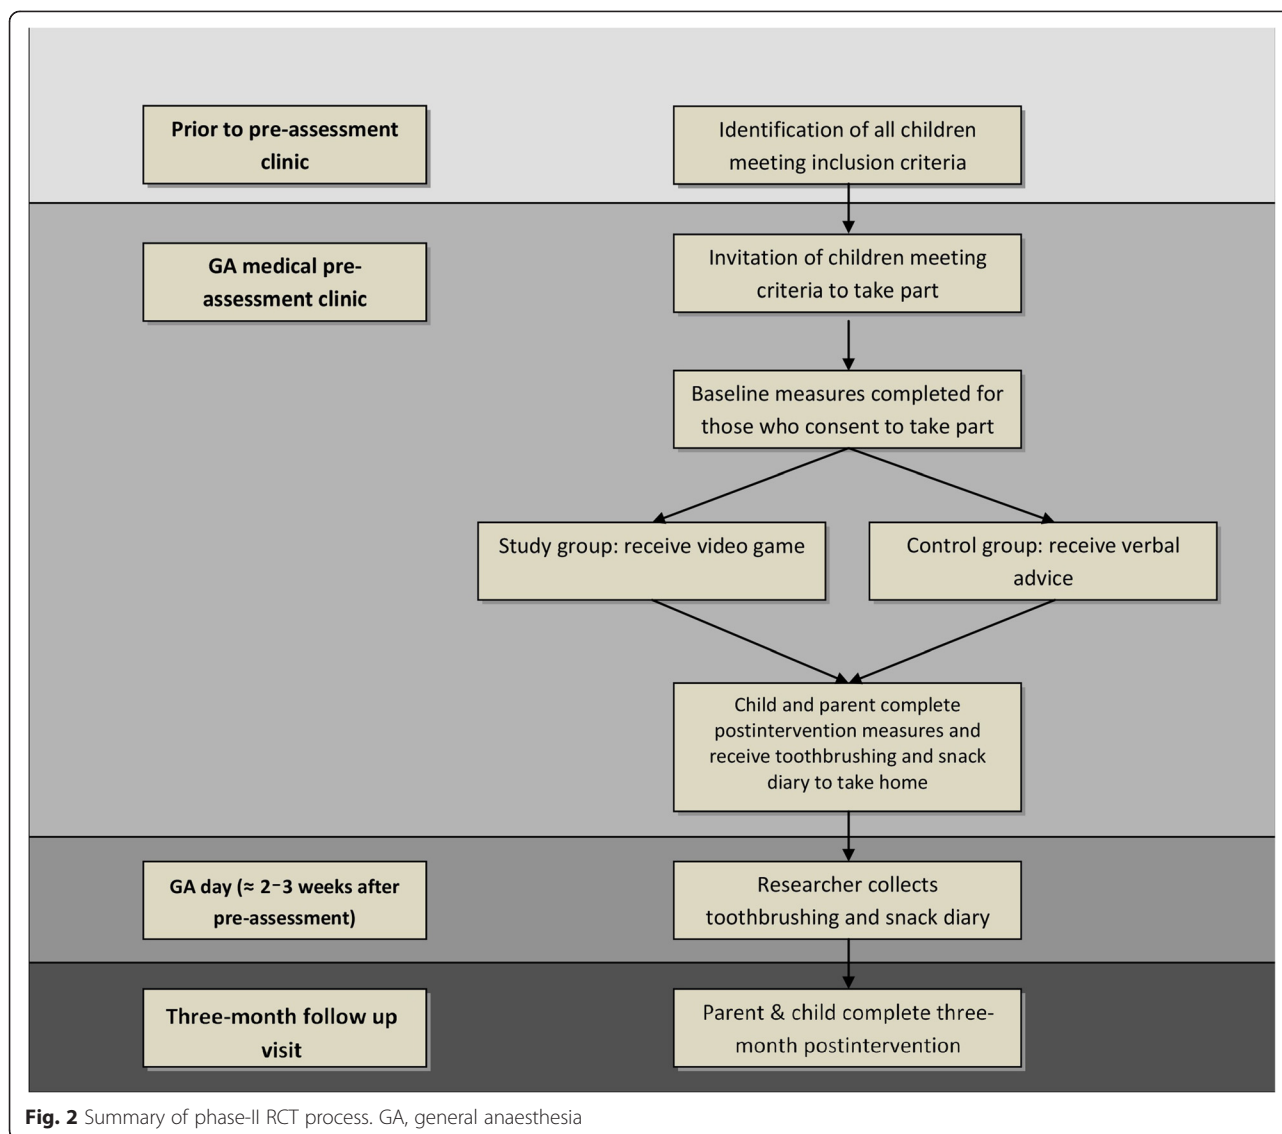 Prior to pre-assessment
clinic
Identification of all children
meeting inclusion criteria
GA medical pre-
assessment clinic
Invitation of children meeting
criteria to take part
Baseline measures completed for
those who consent to take part
Study group: receive video game
Control group: receive verbal
advice
Child and parent complete
postintervention measures and
receive toothbrushing and snack
diary to take home
GA day (≈ 2–3 weeks after
pre-assessment)
Researcher collects
toothbrushing and snack diary
Three-month follow up
visit
Parent & child complete three-
month postintervention
Fig. 2 Summary of phase-II RCT process. GA, general anaesthesia